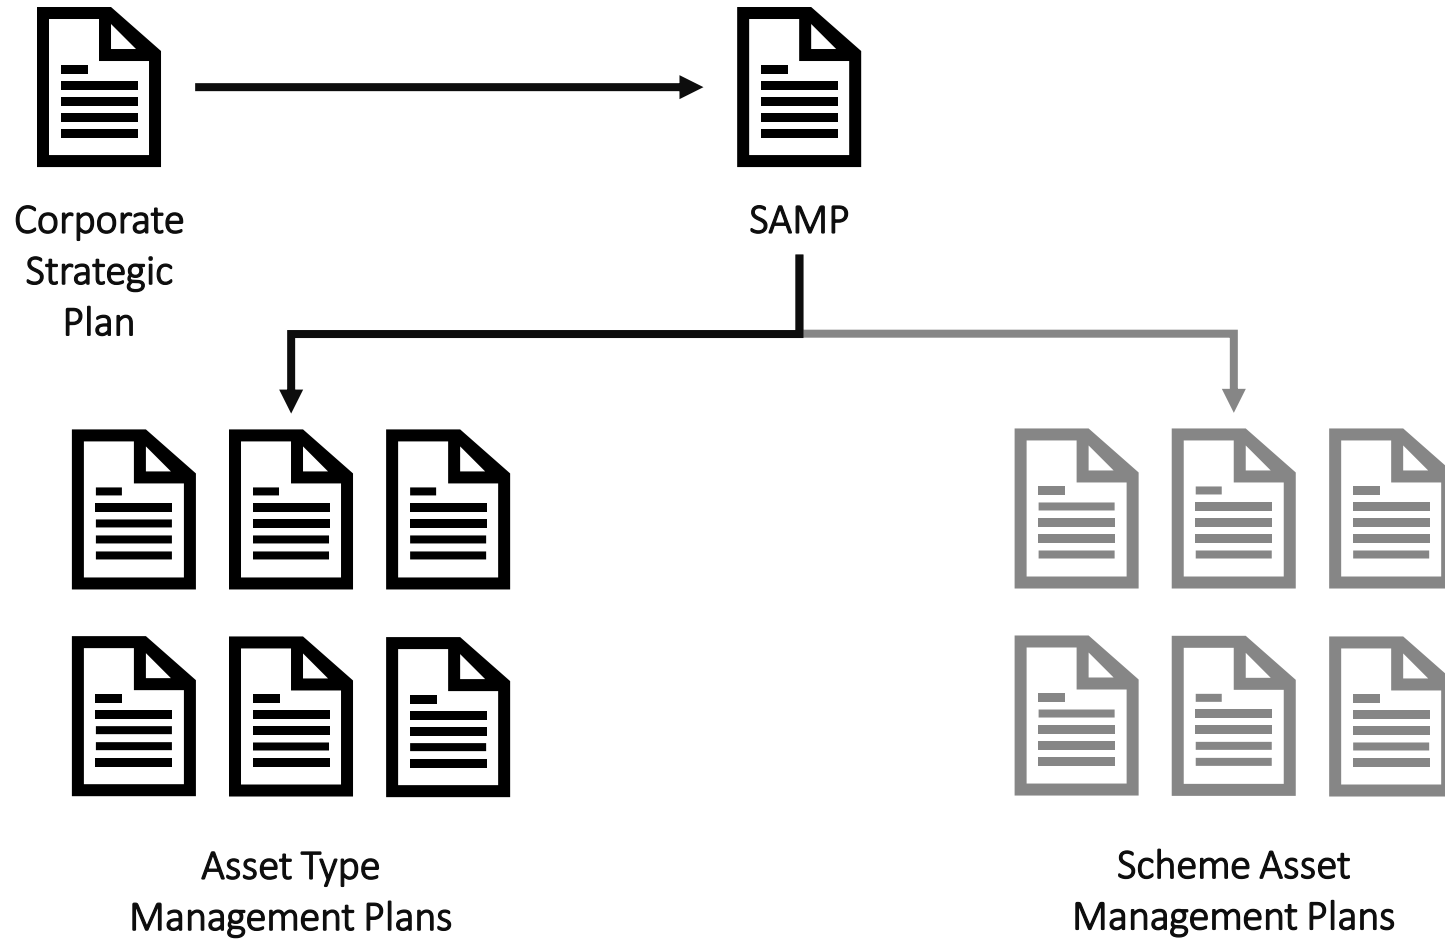 Corporate
Strategic
Plan
SAMP
Asset Type
Management Plans
Scheme Asset
Management Plans